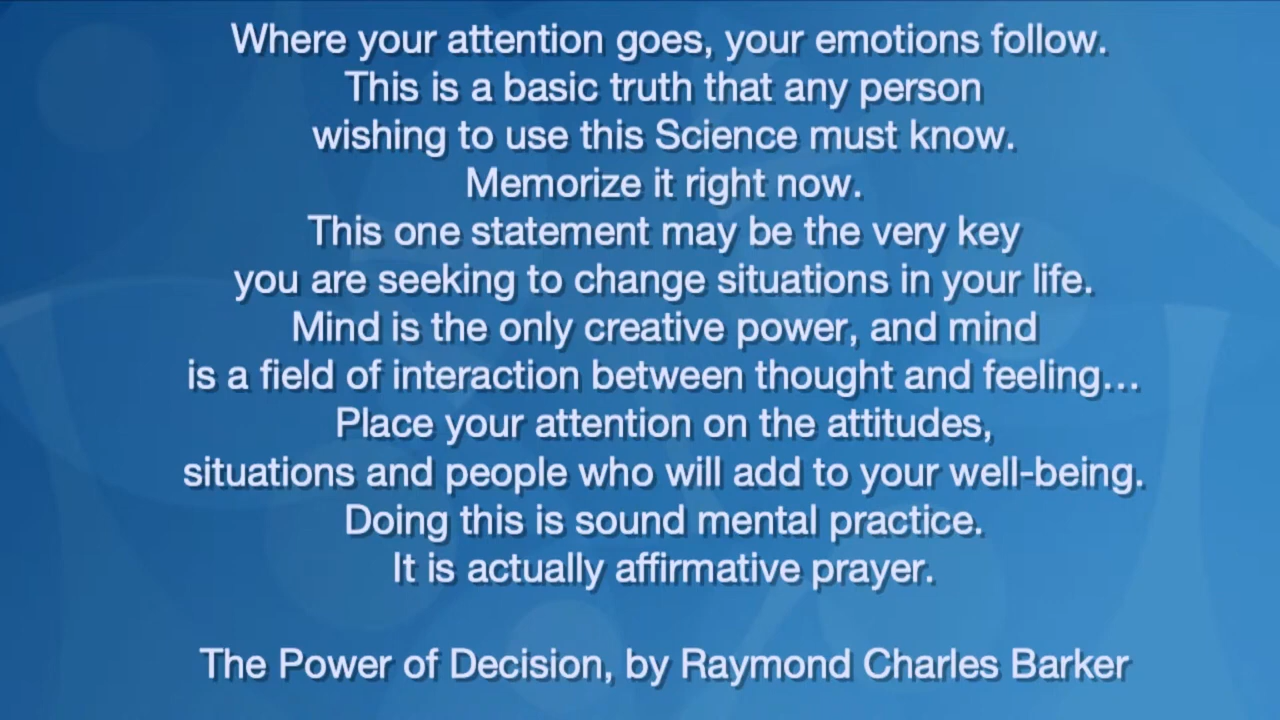 Where your attention goes, your emotions follow.
This is a basic truth that any person
wishing to use this Science must know.
Memorize it right now.
This one statement may be the very key
you are seeking to change situations in your life.
Mind is the only creative power, and mind
is a field of interaction between thought and feeling…
Place your attention on the attitudes,
situations and people who will add to your well-being.
Doing this is sound mental practice.
It is actually affirmative prayer.
The Power of Decision, by Raymond Charles Barker